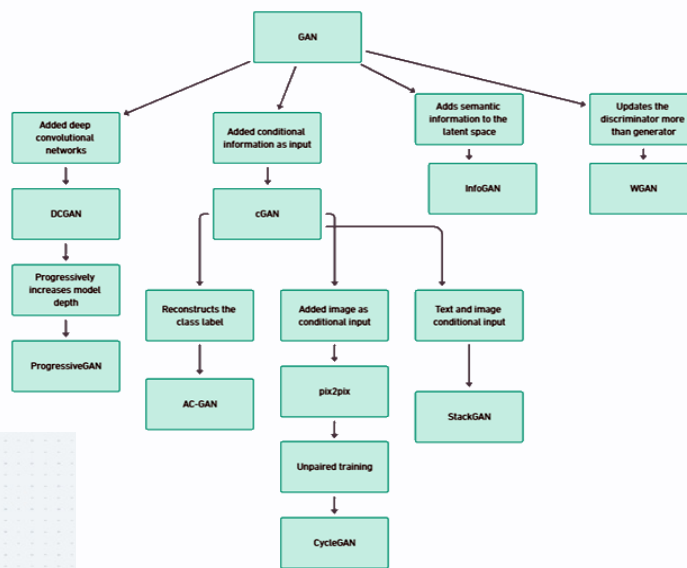 GAN
Added deep
convolutional
networks
Added conditional
information as input
Adds semantic
information to the
latent space
Updates the
discriminator more
than generator
DCGAN
cGAN
InfoGAN
WGAN
Progressively
increases model
depth
Reconstructs the
class label
Added image as
conditional input
Text and image
conditional input
ProgressiveGAN
AC-GAN
pix2pix
StackGAN
Unpaired training
CycleGAN